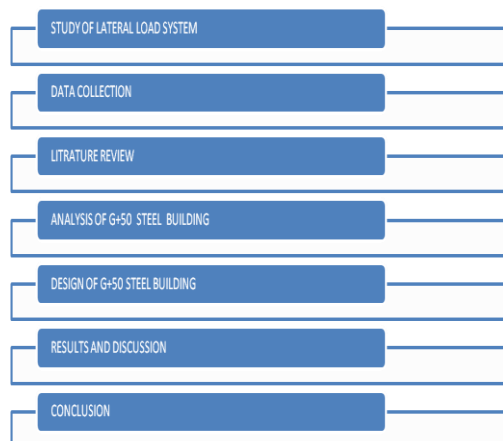 STUDY OF LATERAL LOAD SYSTEM
DATA COLLECTION
LITRATURE REVIEW
ANALYSIS OF G+50 STEEL BUILDING
DESIGN OF G+50 STEEL BUILDING
RESULTS AND DISCUSSION
CONCLUSION